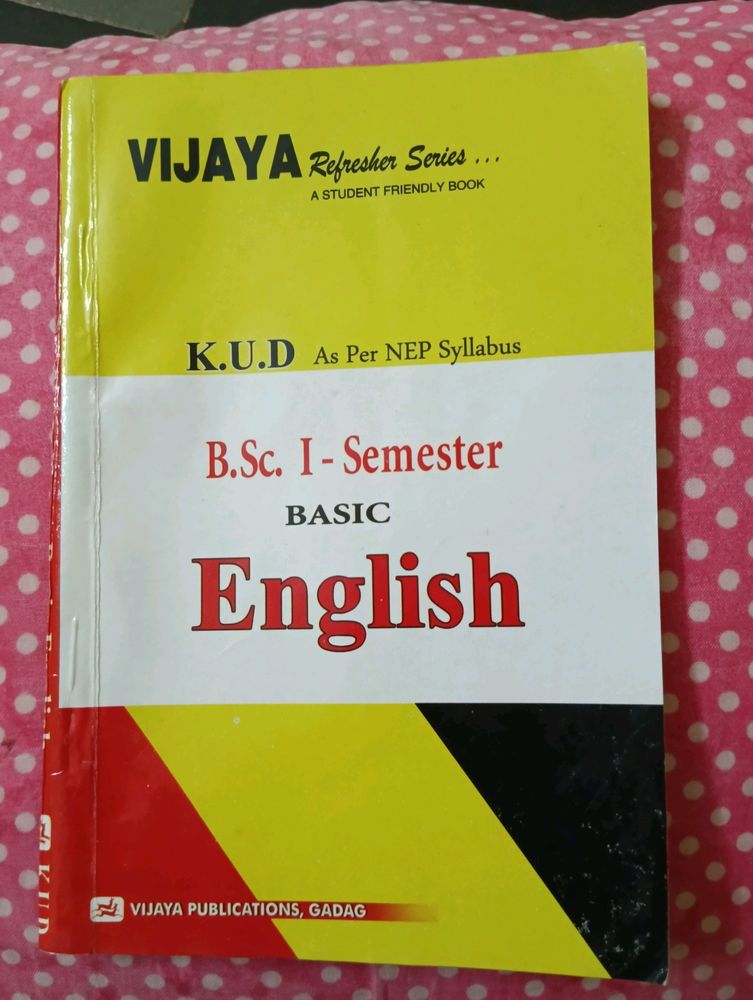 VIJAYA Refresher Series ...
A STUDENT FRIENDLY BOOK
K.U.D As Per NEP Syllabus
B.Sc. I - Semester
BASIC
English
VIJAYA PUBLICATIONS, GADAG
K.U.D